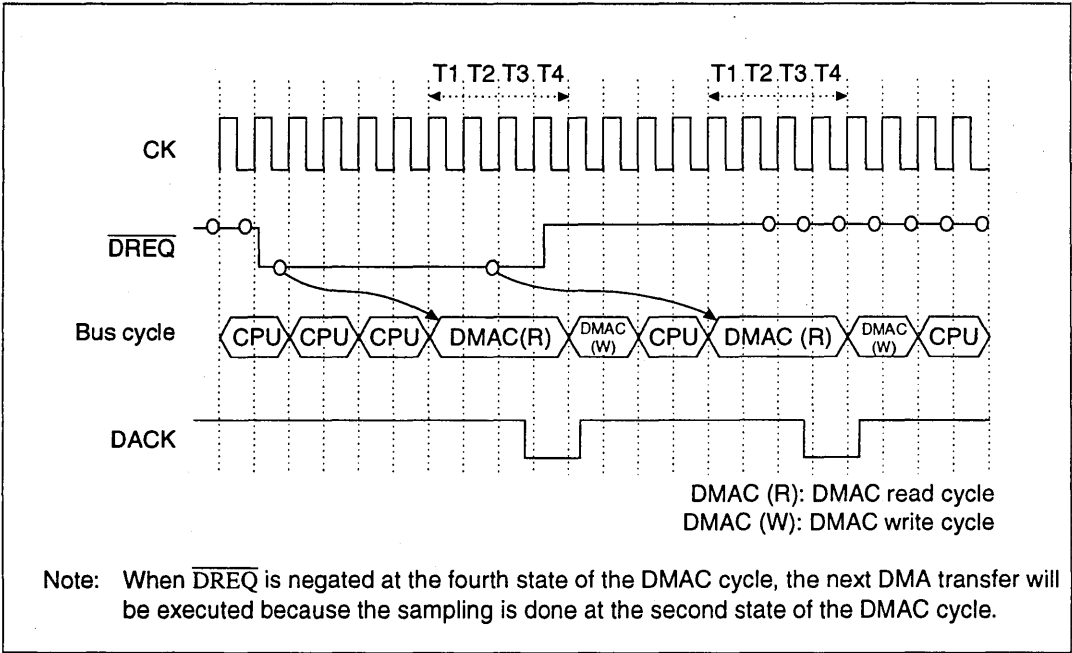 T1 T2 T3 T4 T1 T2 T3 T4
CK
DREQ
Bus cycle CPU CPU CPU DMAC(R) DMAC (W) CPU DMAC (R) DMAC (W) CPU
DACK
DMAC (R): DMAC read cycle
DMAC (W): DMAC write cycle
Note: When DREQ is negated at the fourth state of the DMAC cycle, the next DMA transfer will
be executed because the sampling is done at the second state of the DMAC cycle.